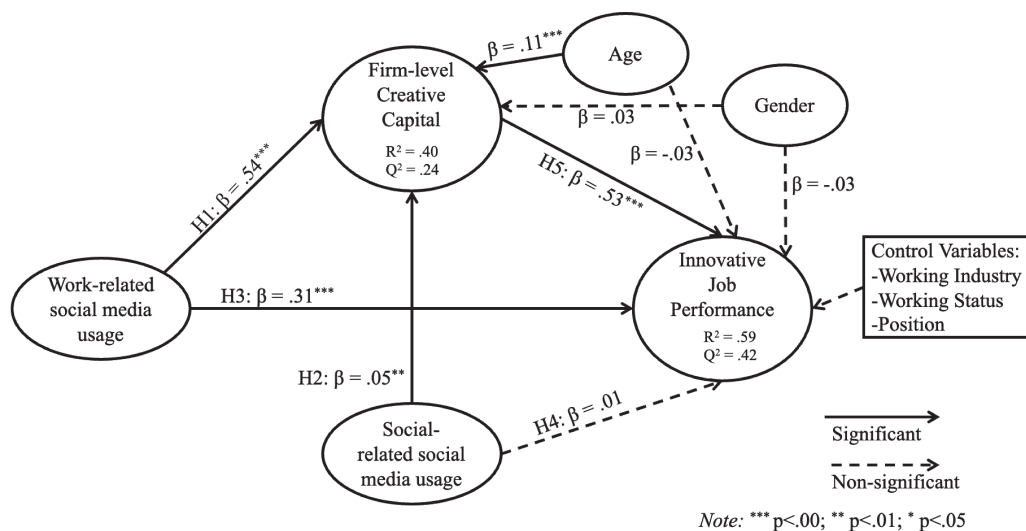 Firm-level
Creative
Capital
R² = .40
Q² = .24
β = .11***
Age
Gender
β = .03
β = -.03
β = -.03
H1: β = .54***
H5: β = .53***
Work-related
social media
usage
H3: β = .31***
Innovative
Job
Performance
R² = .59
Q² = .42
Control Variables:
-Working Industry
-Working Status
-Position
H2: β = .05**
H4: β = .01
Social-
related social
media usage
Significant
Non-significant
Note: *** p<.00; ** p<.01; * p<.05